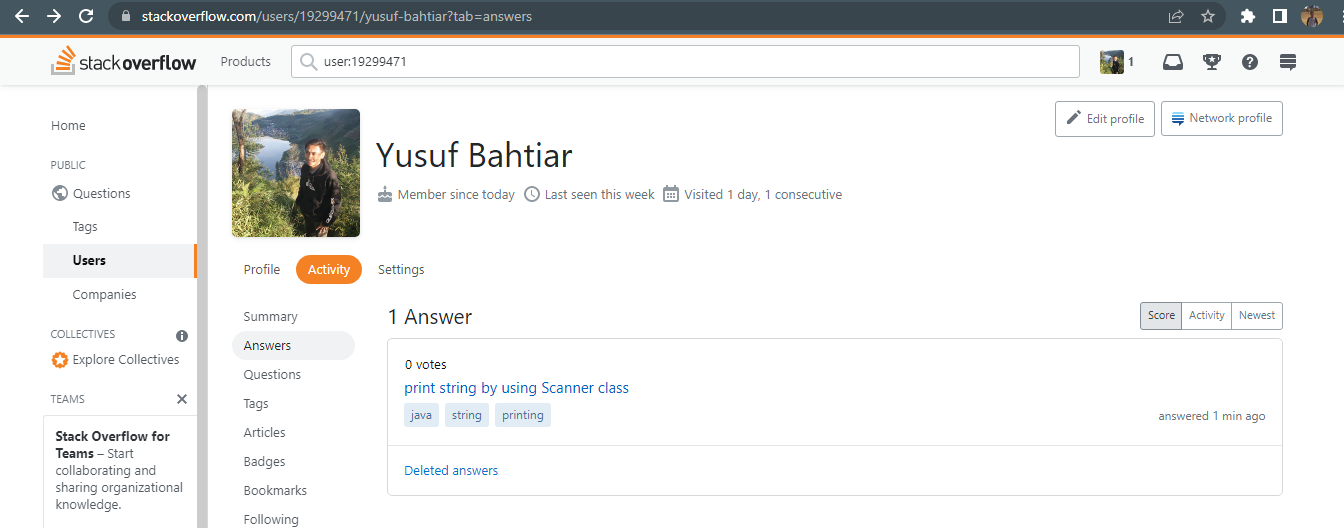 stackoverflow.com/users/19299471/yusuf-bahtiar?tab=answers
stack overflow
Products
user:19299471
1
Home
PUBLIC
Questions
Tags
Users
Companies
COLLECTIVES
Explore Collectives
TEAMS
Stack Overflow for
Teams – Start
collaborating and
sharing organizational
knowledge.
Edit profile
Network profile
Yusuf Bahtiar
Member since today
Last seen this week
Visited 1 day, 1 consecutive
Profile
Activity
Settings
Summary
Answers
Questions
Tags
Articles
Badges
Bookmarks
Following
1 Answer
Score
Activity
Newest
0 votes
print string by using Scanner class
java
string
printing
answered 1 min ago
Deleted answers